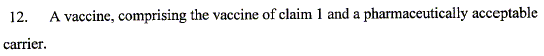 12. A vaccine, comprising the vaccine of claim 1 and a pharmaceutically acceptable
carrier.